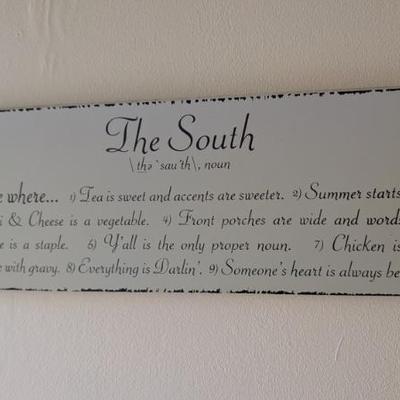 The South
\ thə ˈsau̇th\, noun
e where... 1) Tea is sweet and accents are sweeter. 2) Summer starts
i & Cheese is a vegetable. 4) Front porches are wide and words
e is a staple. 6) Y'all is the only proper noun. 7) Chicken is
e with gravy. 8) Everything is Darlin'. 9) Someone's heart is always be